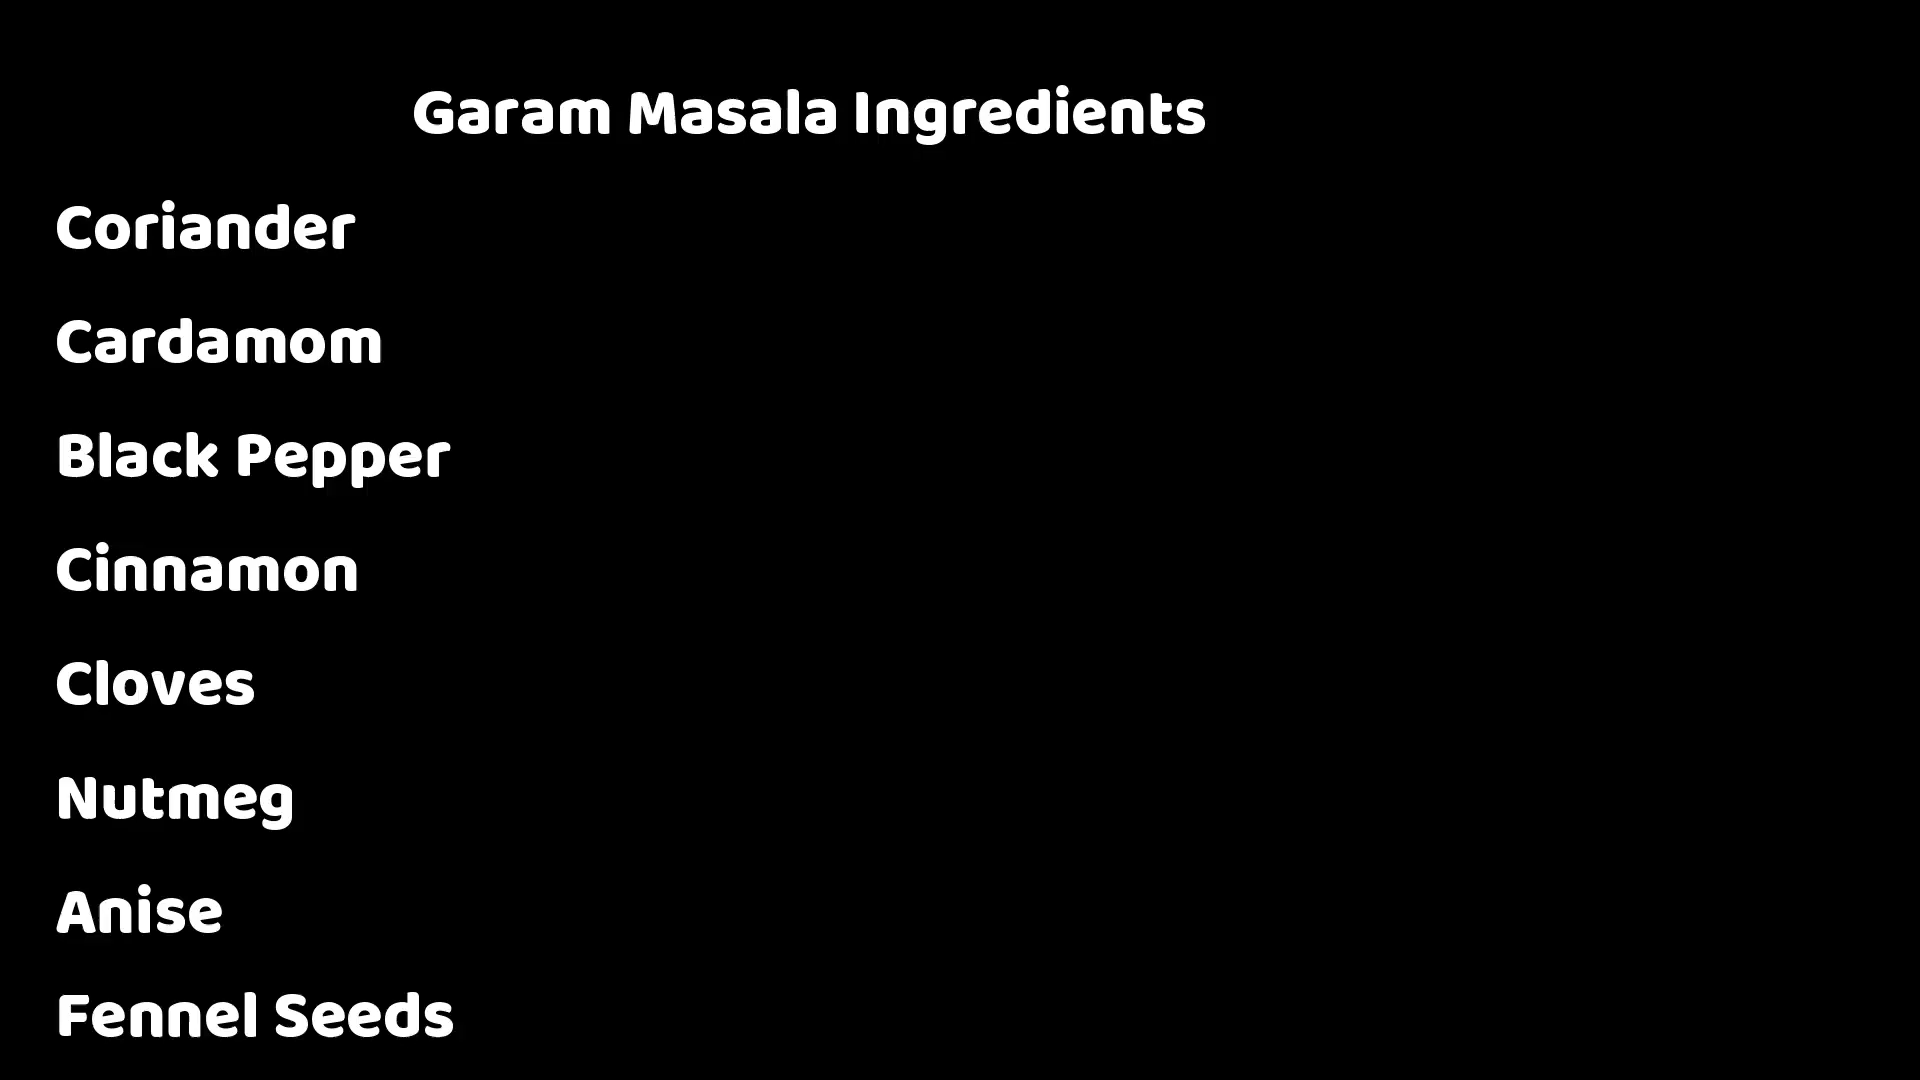 Garam Masala Ingredients
Coriander
Cardamom
Black Pepper
Cinnamon
Cloves
Nutmeg
Anise
Fennel Seeds